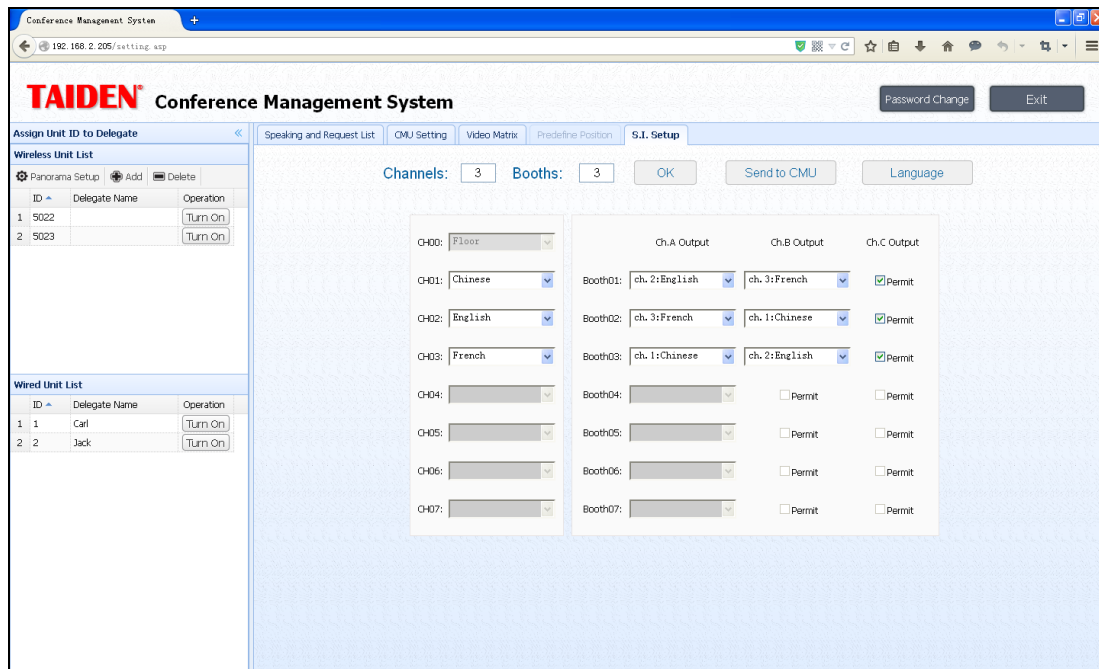 Conference Management System
192.168.2.205/setting.asp
TAIDEN® Conference Management System
Password Change Exit
Assign Unit ID to Delegate «
Speaking and Request List CMU Setting Video Matrix Predefine Position S.I. Setup
Wireless Unit List
Panorama Setup Add Delete
ID Delegate Name Operation
1 5022 Turn On
2 5023 Turn On
Wired Unit List
ID Delegate Name Operation
1 1 Carl Turn On
2 2 Jack Turn On
Channels: 3 Booths: 3 OK Send to CMU Language
CH00: Floor Ch.A Output Ch.B Output Ch.C Output
CH01: Chinese Booth01: ch.2:English ch.3:French Permit
CH02: English Booth02: ch.3:French ch.1:Chinese Permit
CH03: French Booth03: ch.1:Chinese ch.2:English Permit
CH04: Booth04: Permit Permit
CH05: Booth05: Permit Permit
CH06: Booth06: Permit Permit
CH07: Booth07: Permit Permit